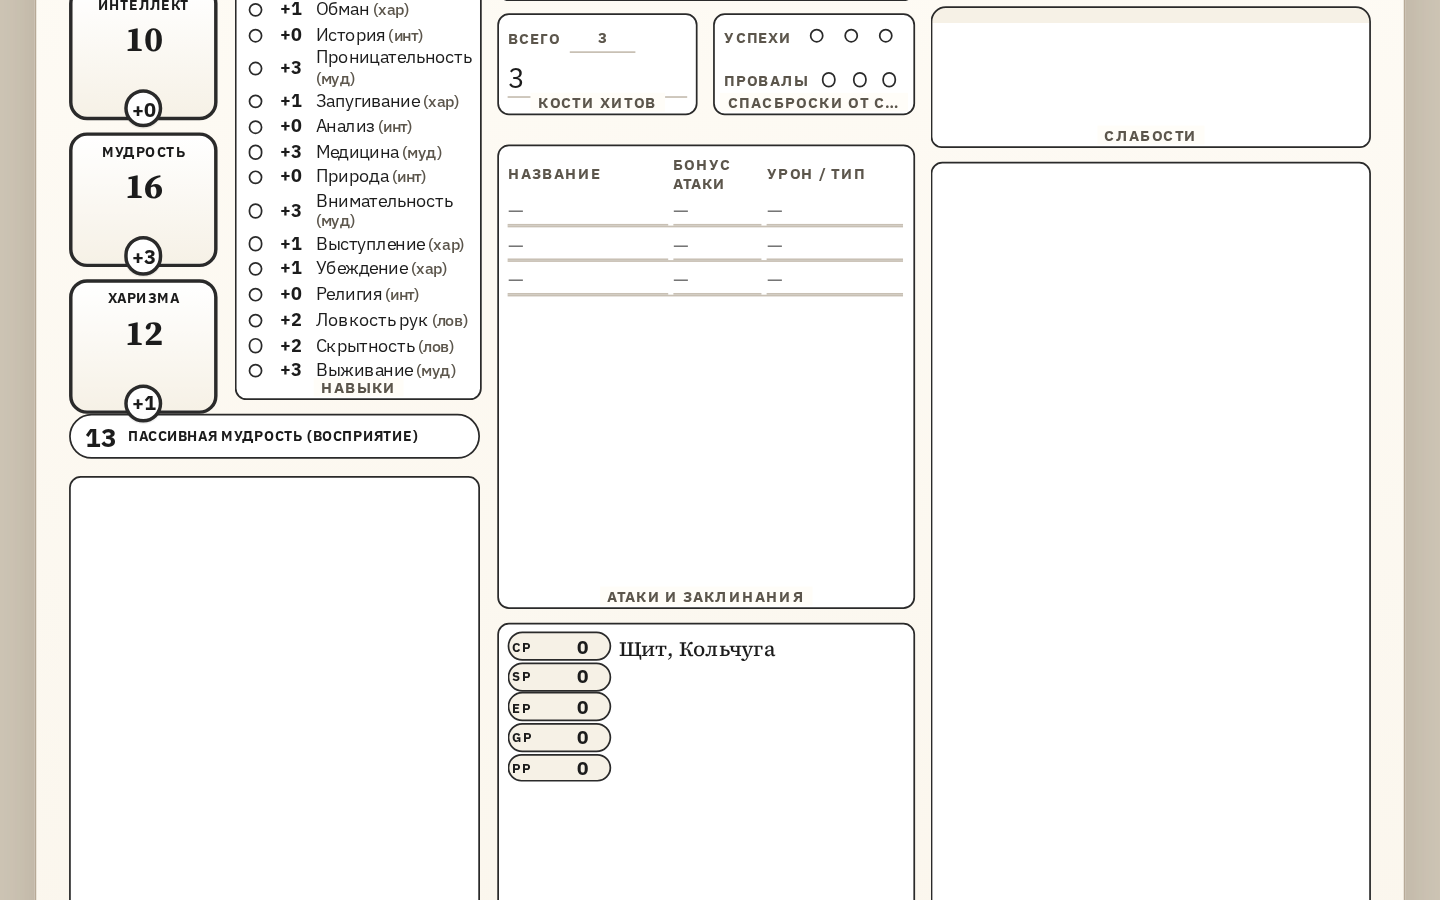 ИНТЕЛЛЕКТ
10
+0
МУДРОСТЬ
16
+3
ХАРИЗМА
12
+1
+1 Обман (хар)
+0 История (инт)
+3 Проницательность
(муд)
+1 Запугивание (хар)
+0 Анализ (инт)
+3 Медицина (муд)
+0 Природа (инт)
+3 Внимательность
(муд)
+1 Выступление (хар)
+1 Убеждение (хар)
+0 Религия (инт)
+2 Ловкость рук (лов)
+2 Скрытность (лов)
+3 Выживание (муд)
НАВЫКИ
13 ПАССИВНАЯ МУДРОСТЬ (ВОСПРИЯТИЕ)
ВСЕГО 3
3
КОСТИ ХИТОВ
УСПЕХИ
ПРОВАЛЫ
СПАСБРОСКИ ОТ С...
НАЗВАНИЕ БОНУС АТАКИ УРОН / ТИП
— — —
— — —
— — —
АТАКИ И ЗАКЛИНАНИЯ
CP 0
SP 0
EP 0
GP 0
PP 0
Щит, Кольчуга
СЛАБОСТИ